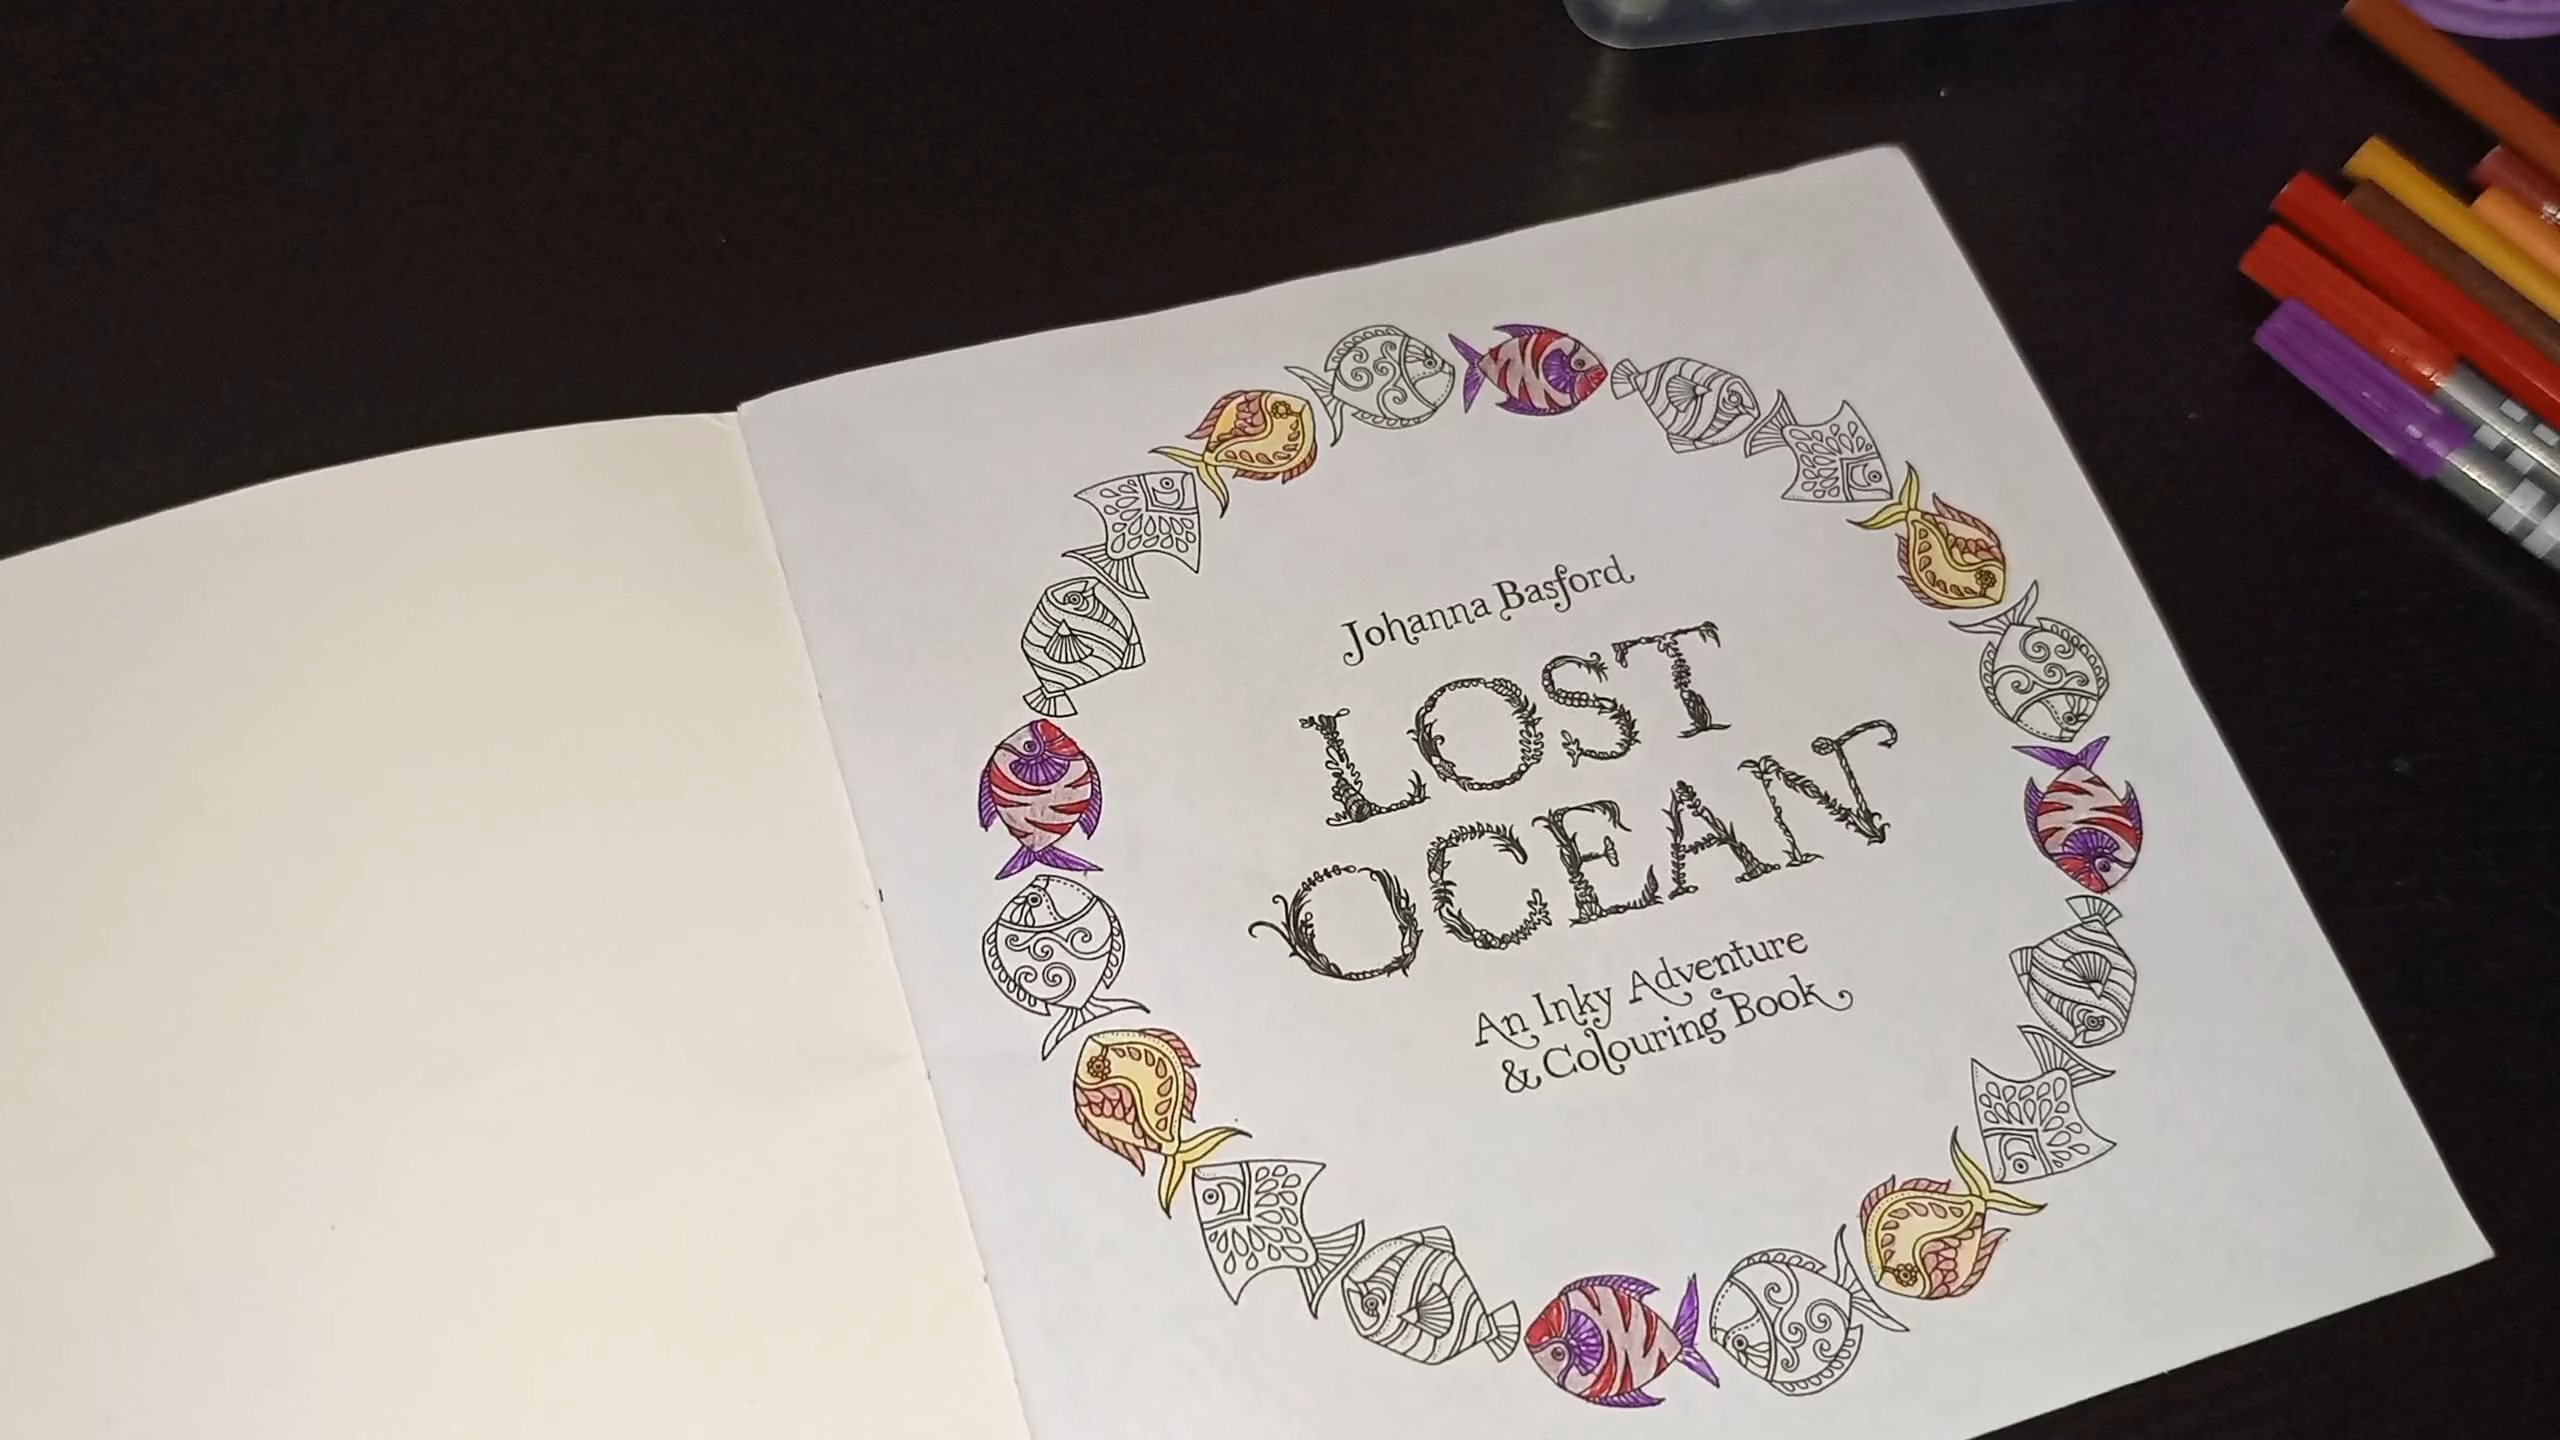 Johanna Basford
LOST
OCEAN
An Inky Adventure
& Colouring Book